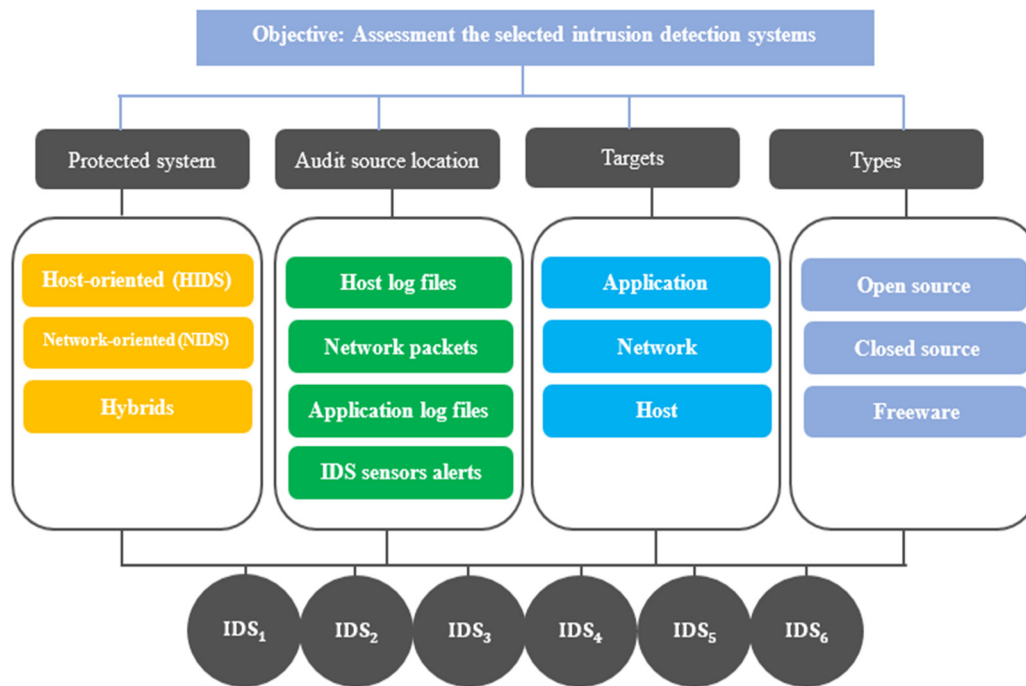 Objective: Assessment the selected intrusion detection systems
Protected system
Audit source location
Targets
Types
Host-oriented (HIDS)
Network-oriented (NIDS)
Hybrids
Host log files
Network packets
Application log files
IDS sensors alerts
Application
Network
Host
Open source
Closed source
Freeware
IDS₁
IDS₂
IDS₃
IDS₄
IDS₅
IDS₆